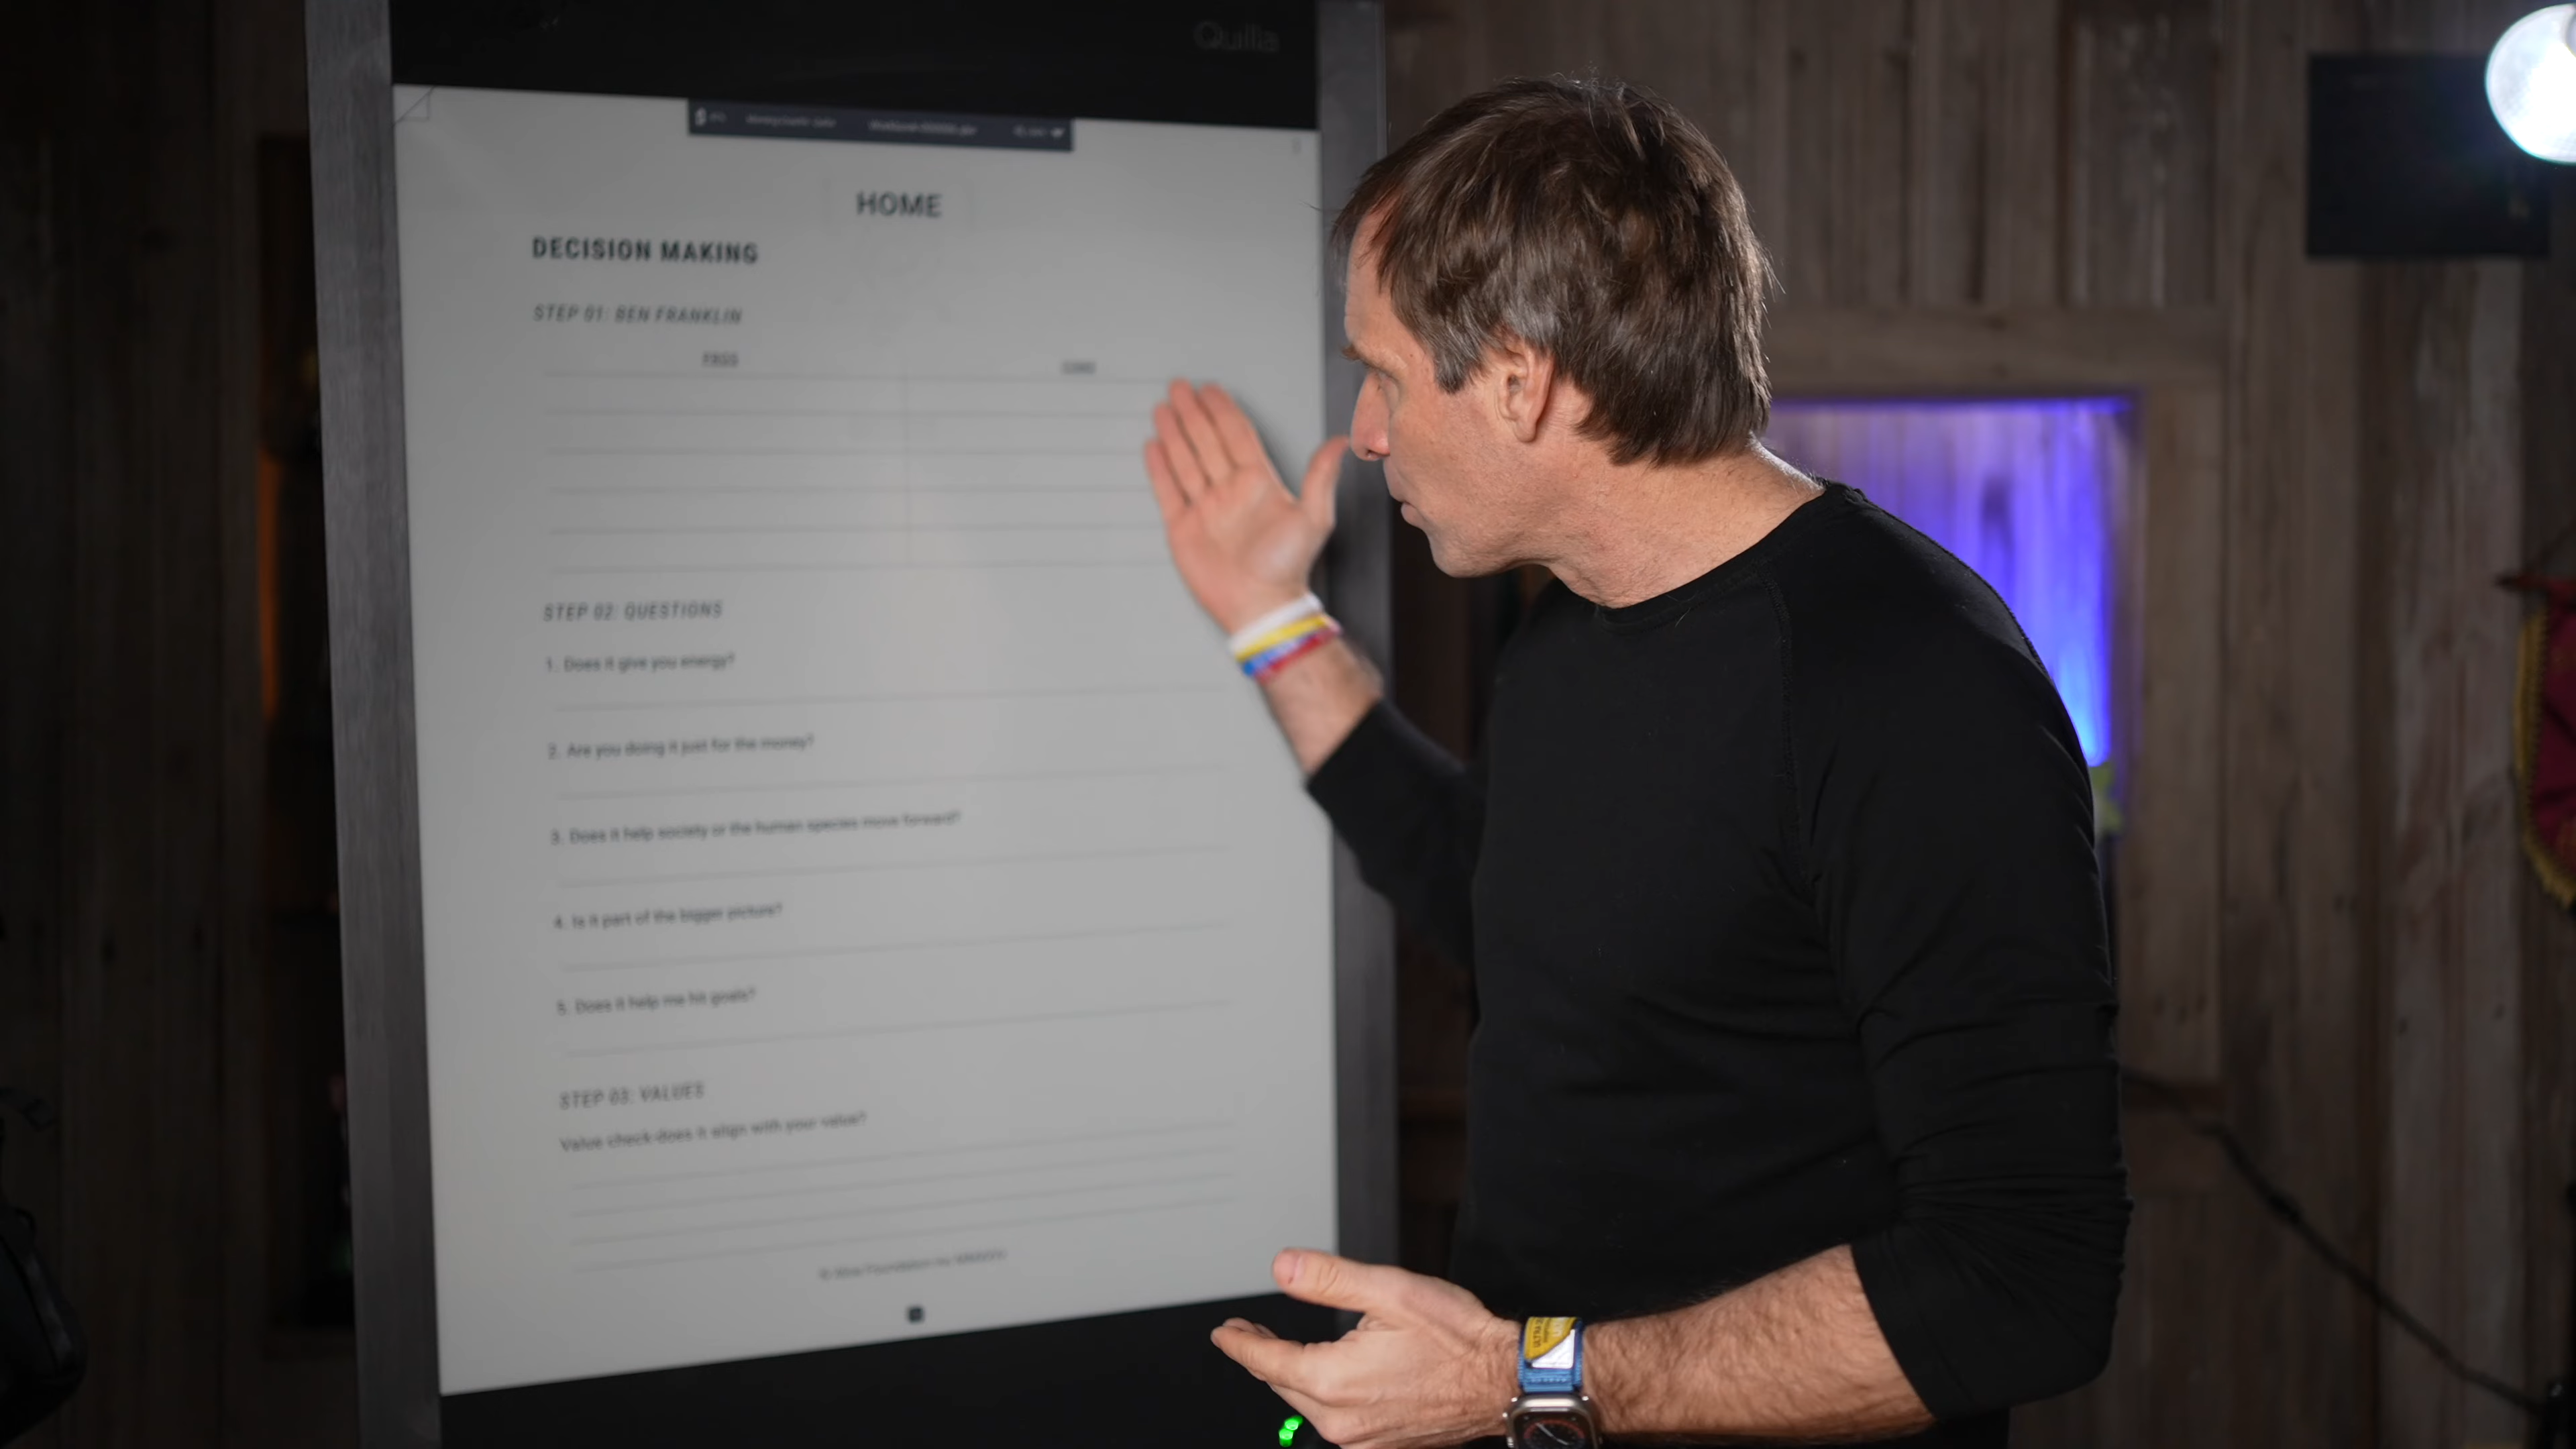 Quilla
HOME
DECISION MAKING
STEP 01: BEN FRANKLIN
PROS CONS
STEP 02: QUESTIONS
1. Does it give you energy?
2. Are you doing it just for the money?
3. Does it help society or the human species move forward?
4. Is it part of the bigger picture?
5. Does it help me hit goals?
STEP 03: VALUES
Value check-does it align with your value?